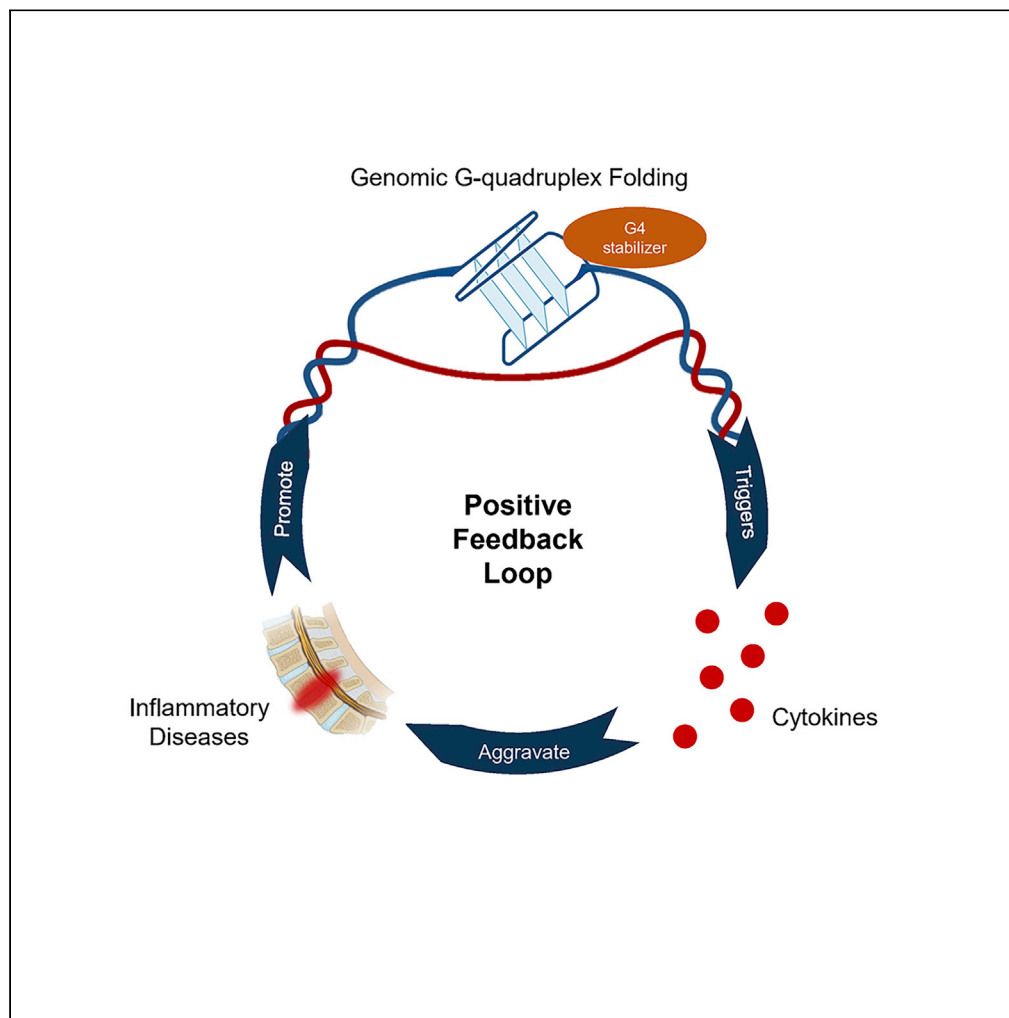 Genomic G-quadruplex Folding
G4
stabilizer
Promote
Triggers
Positive
Feedback
Loop
Inflammatory
Diseases
Cytokines
Aggravate